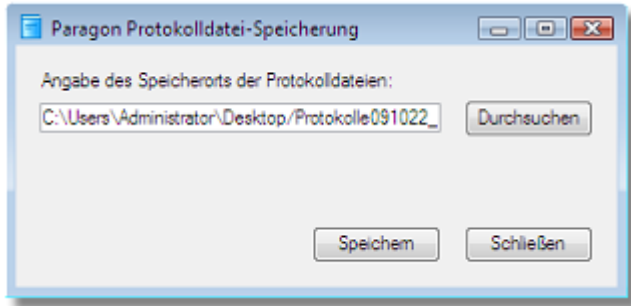 Paragon Protokolldatei-Speicherung
Angabe des Speicherorts der Protokolldateien:
C:\Users\Administrator\Desktop/Protokolle091022_
Durchsuchen
Speichern
Schließen